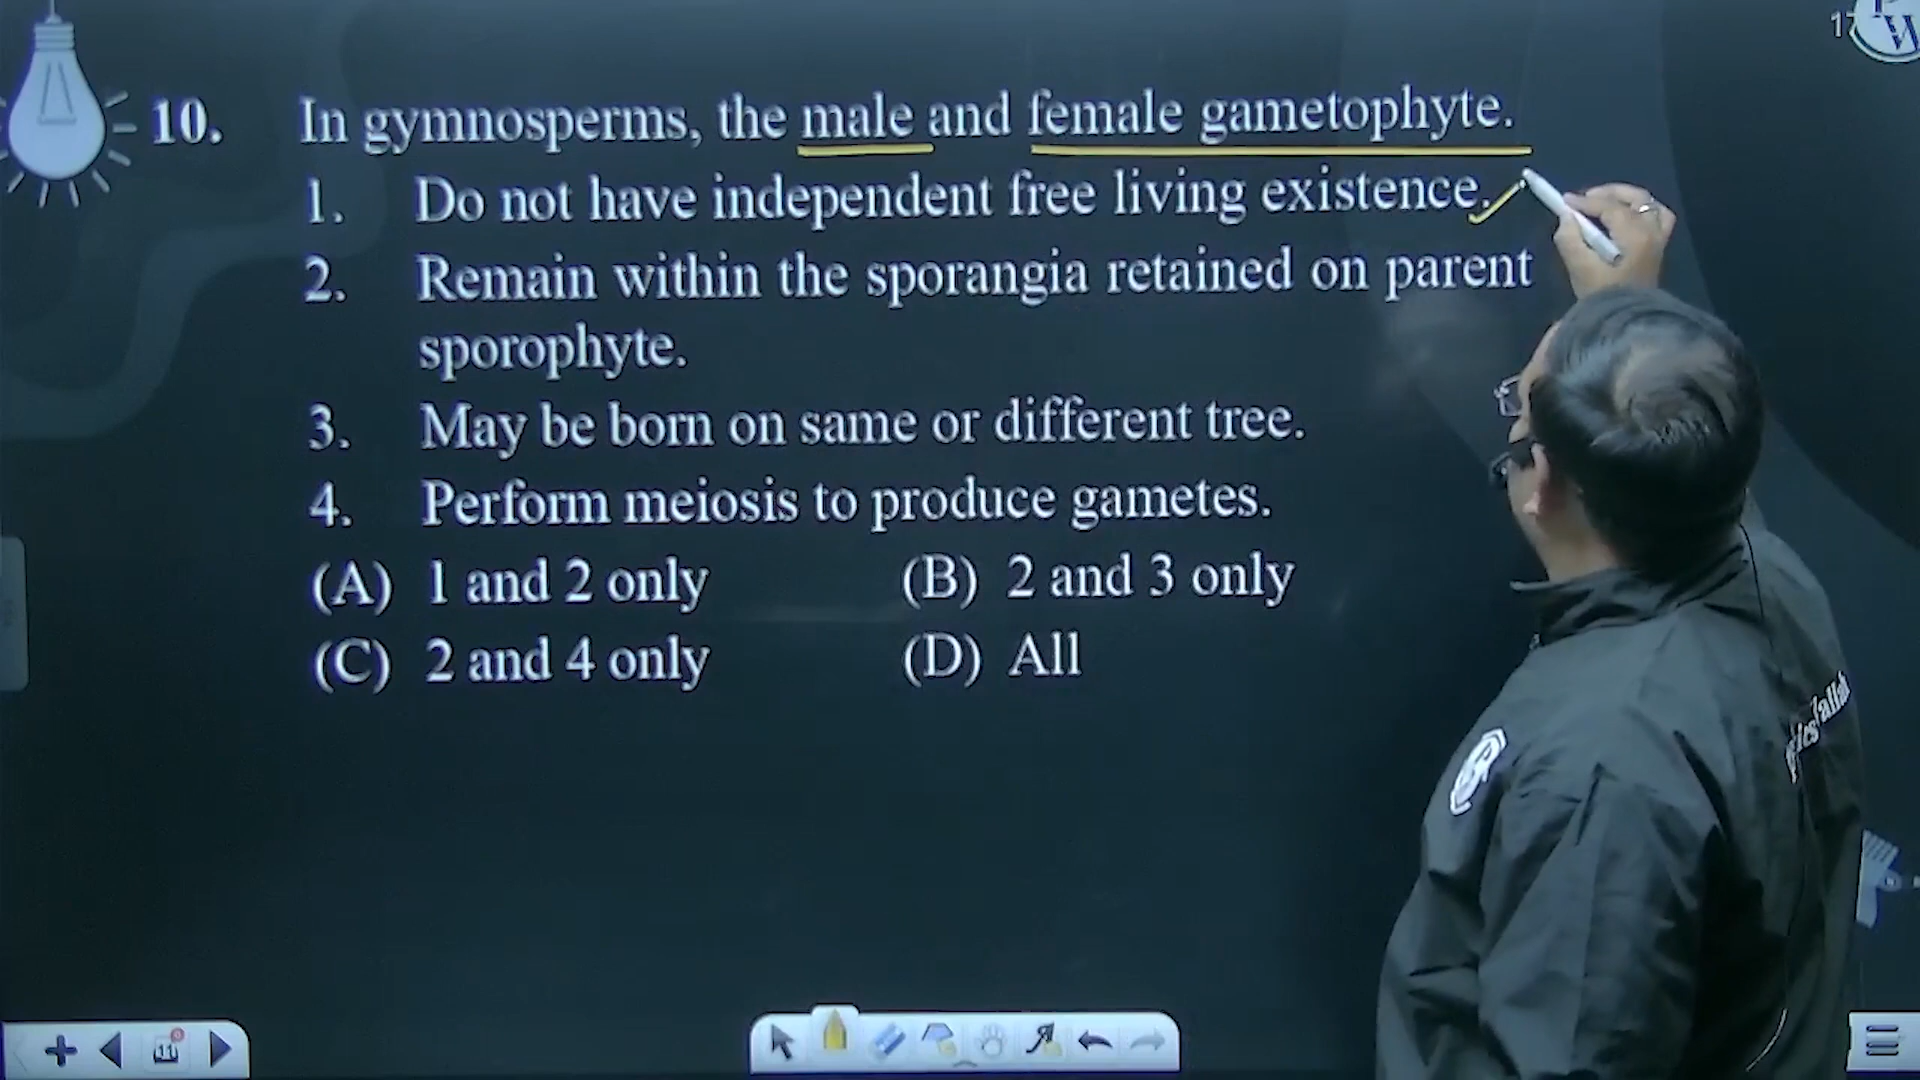 17
10. In gymnosperms, the male and female gametophyte.
1. Do not have independent free living existence.
2. Remain within the sporangia retained on parent
sporophyte.
3. May be born on same or different tree.
4. Perform meiosis to produce gametes.
(A) 1 and 2 only (B) 2 and 3 only
(C) 2 and 4 only (D) All
11